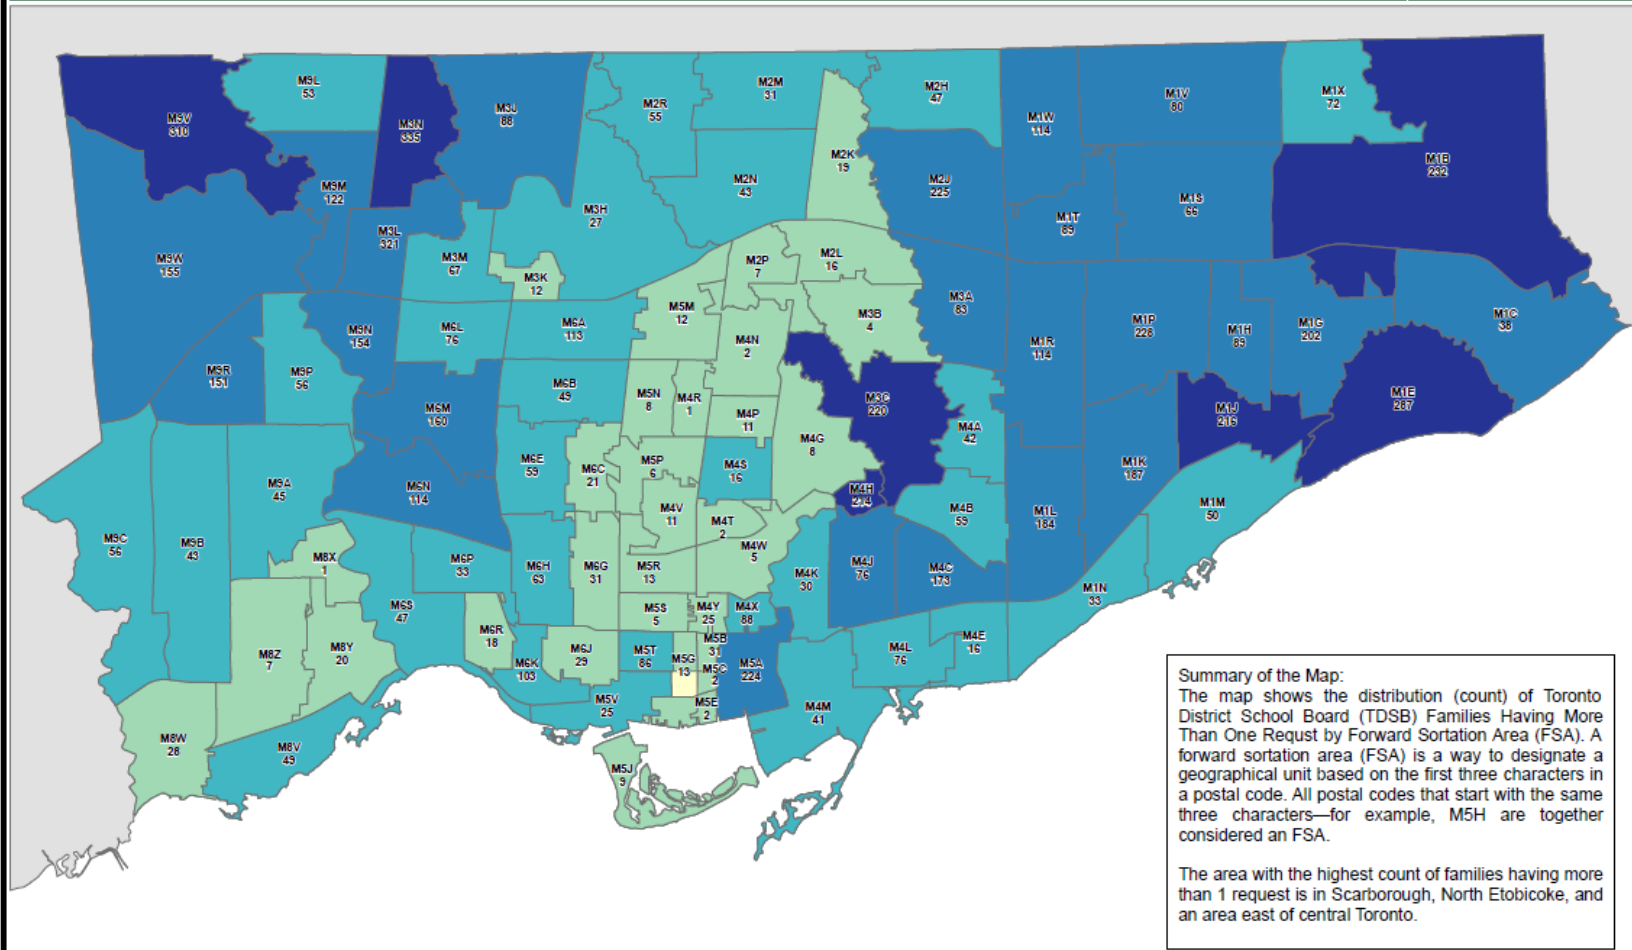 M9V
310
M9L
53
M3N
335
M3J
88
M2R
55
M2M
31
M2H
47
M1W
114
M1V
80
M1X
72
M1B
232
M2K
19
M9M
122
M2N
43
M2J
225
M1S
66
M1T
89
M3H
27
M3L
321
M9W
155
M3M
67
M3K
12
M2P
7
M2L
16
M5M
12
M3B
4
M3A
83
M6A
113
M6L
76
M9N
154
M4N
2
M1R
114
M1P
228
M1H
89
M1G
202
M1C
38
M9R
151
M9P
56
M6B
49
M5N
8
M4R
1
M3C
220
M1E
287
M6M
160
M4P
11
M4G
8
M4A
42
M1J
216
M6E
59
M6C
21
M5P
6
M4S
16
M1K
187
M9A
45
M6N
114
M4H
214
M4V
11
M4T
2
M4B
59
M1L
184
M1M
50
M9C
56
M9B
43
M8X
1
M6P
33
M6H
63
M6G
31
M5R
13
M4W
5
M4K
30
M4J
76
M4C
173
M1N
33
M6S
47
M5S
5
M4Y
25
M4X
88
M6R
18
M8Z
7
M8Y
20
M6K
103
M6J
29
M5T
86
M5G
13
M5B
31
M5C
2
M5A
224
M4L
76
M4E
16
M5V
25
M5E
2
M4M
41
M8W
28
M8V
49
M5J
9
Summary of the Map:
The map shows the distribution (count) of Toronto
District School Board (TDSB) Families Having More
Than One Requst by Forward Sortation Area (FSA). A
forward sortation area (FSA) is a way to designate a
geographical unit based on the first three characters in
a postal code. All postal codes that start with the same
three characters—for example, M5H are together
considered an FSA.
The area with the highest count of families having more
than 1 request is in Scarborough, North Etobicoke, and
an area east of central Toronto.